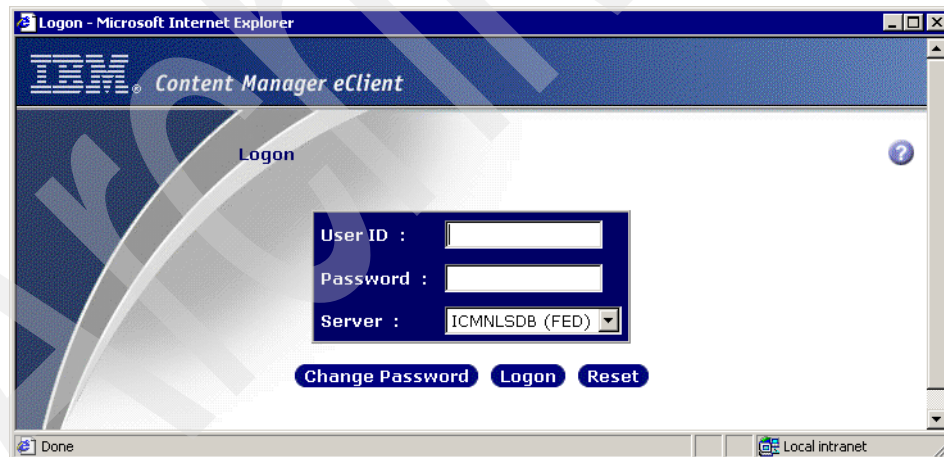 Logon - Microsoft Internet Explorer
IBM® Content Manager eClient
Logon
?
User ID :
Password :
Server : ICMNLSDB (FED)
Change Password Logon Reset
Done Local intranet